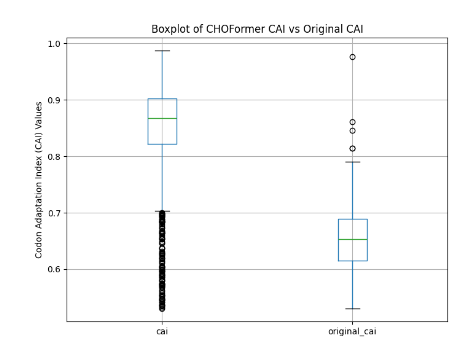 Boxplot of CHOFormer CAI vs Original CAI
Codon Adaptation Index (CAI) Values
1.0
0.9
0.8
0.7
0.6
cai
original_cai